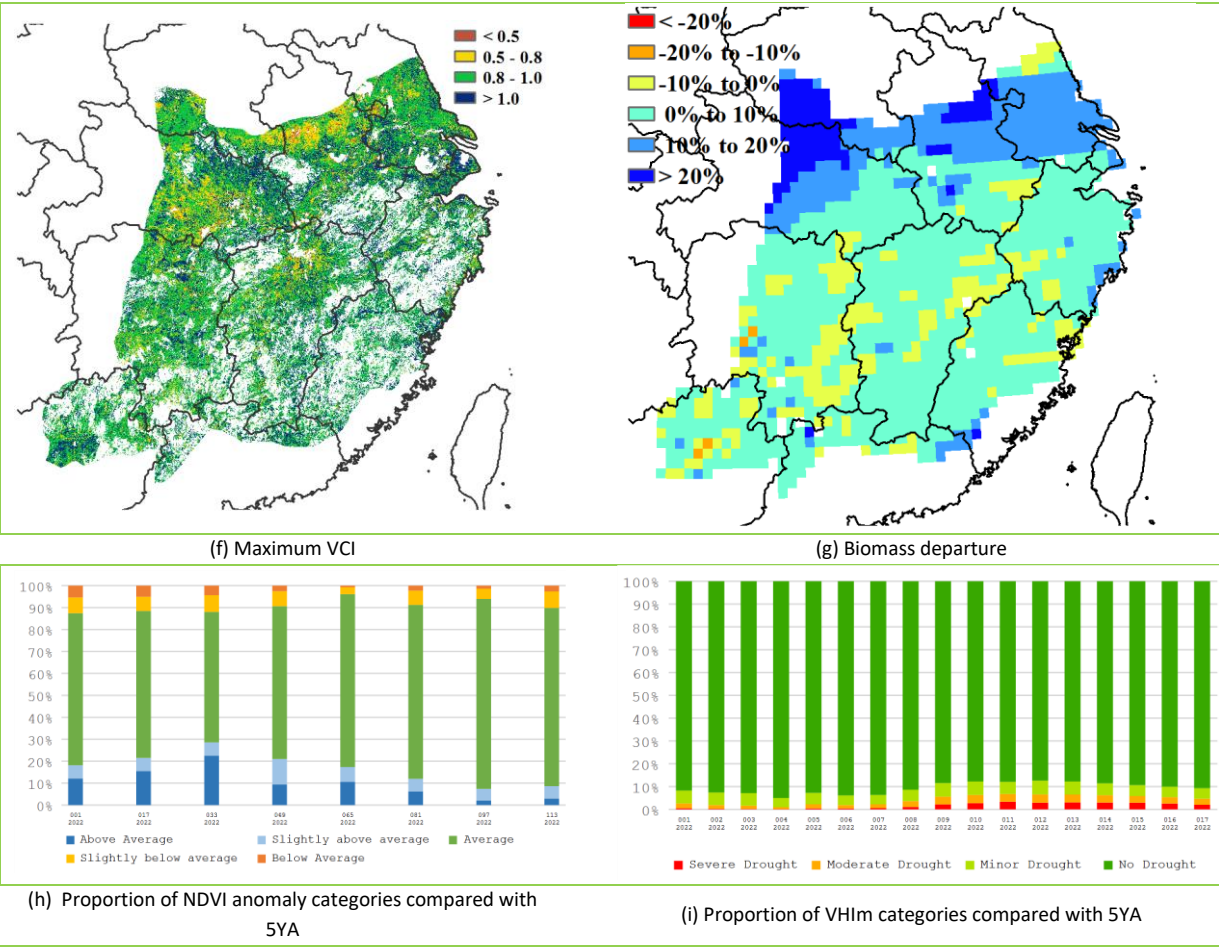 < 0.5
0.5 - 0.8
0.8 - 1.0
> 1.0
< -20%
-20% to -10%
-10% to 0%
0% to 10%
10% to 20%
> 20%
(f) Maximum VCI
(g) Biomass departure
100%
90%
80%
70%
60%
50%
40%
30%
20%
10%
0%
001 017 033 049 065 081 097 113
2022 2022 2022 2022 2022 2022 2022 2022
Above Average Slightly above average Average
Slightly below average Below Average
(h) Proportion of NDVI anomaly categories compared with
5YA
100%
90%
80%
70%
60%
50%
40%
30%
20%
10%
0%
001 002 003 004 005 006 007 008 009 010 011 012 013 014 015 016 017
2022 2022 2022 2022 2022 2022 2022 2022 2022 2022 2022 2022 2022 2022 2022 2022 2022
Severe Drought Moderate Drought Minor Drought No Drought
(i) Proportion of VHIm categories compared with 5YA